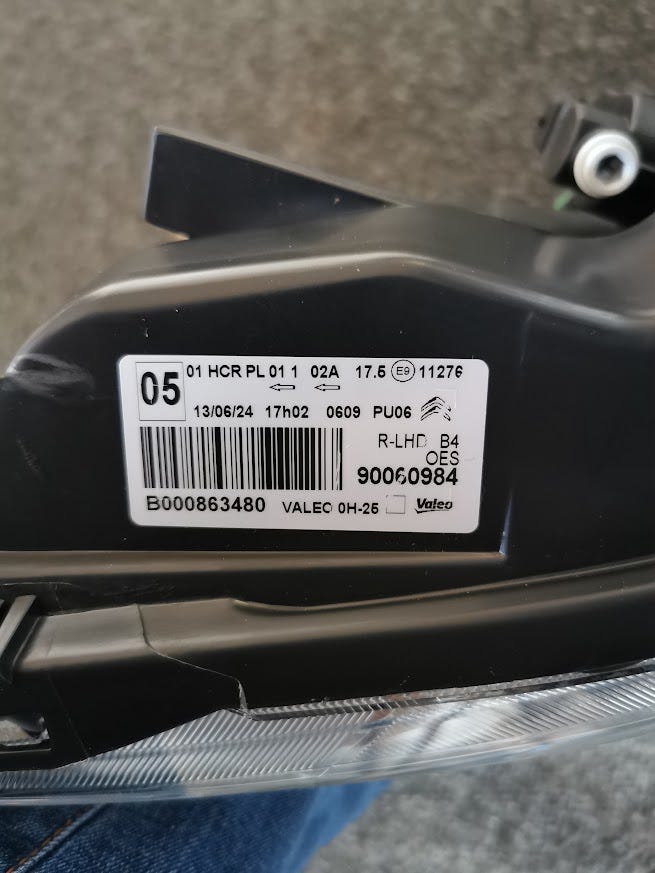 05
01 HCR PL 01 1 02A 17.5 E9 11276
13/06/24 17h02 0609 PU06
R-LHD B4
OES
90060984
B000863480 VALEO 0H-25 Valeo